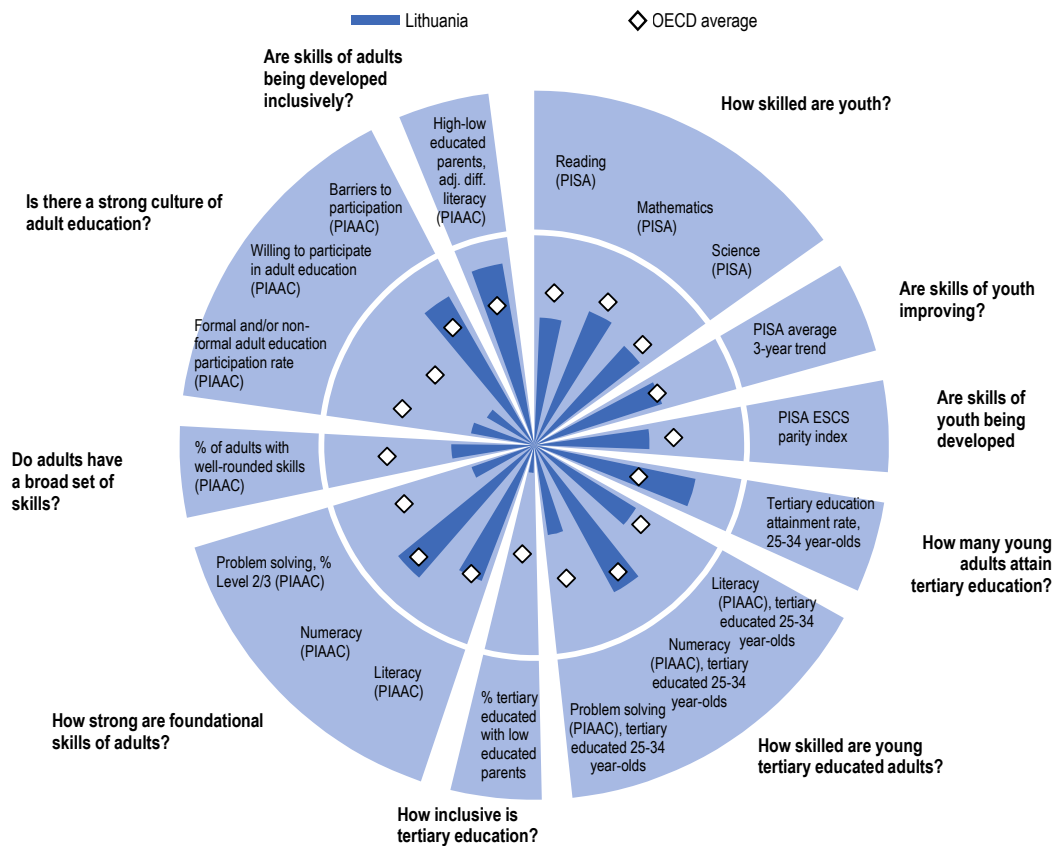 Lithuania
OECD average
Are skills of adults
being developed
inclusively?
How skilled are youth?
High-low
educated
parents,
adj. diff.
literacy
(PIAAC)
Reading
(PISA)
Mathematics
(PISA)
Science
(PISA)
Is there a strong culture of
adult education?
Barriers to
participation
(PIAAC)
Willing to participate
in adult education
(PIAAC)
Formal and/or non-
formal adult education
participation rate
(PIAAC)
Are skills of youth
improving?
PISA average
3-year trend
Are skills of
youth being
developed
PISA ESCS
parity index
Do adults have
a broad set of
skills?
% of adults with
well-rounded skills
(PIAAC)
Tertiary education
attainment rate,
25-34 year-olds
How many young
adults attain
tertiary education?
Problem solving, %
Level 2/3 (PIAAC)
Numeracy
(PIAAC)
Literacy
(PIAAC)
How strong are foundational
skills of adults?
Literacy
(PIAAC), tertiary
educated 25-34
year-olds
Numeracy
(PIAAC), tertiary
educated 25-34
year-olds
Problem solving
(PIAAC), tertiary
educated 25-34
year-olds
How skilled are young
tertiary educated adults?
% tertiary
educated
with low
educated
parents
How inclusive is
tertiary education?